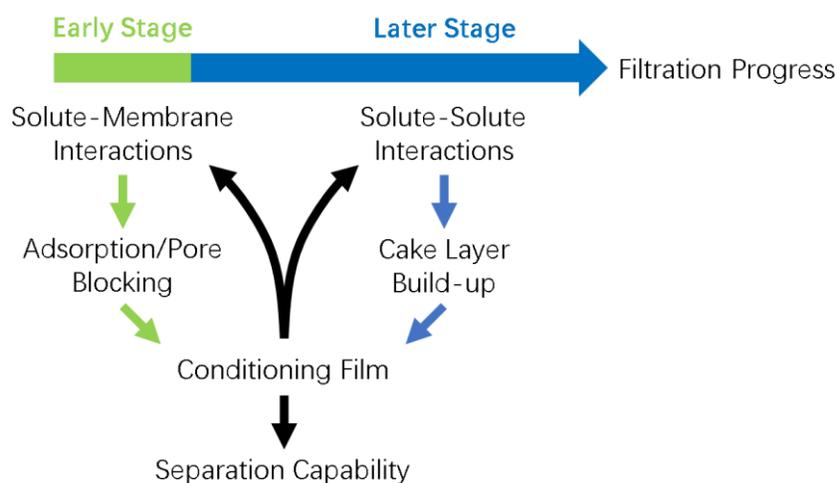 Early Stage
Later Stage
Filtration Progress
Solute-Membrane
Interactions
Solute-Solute
Interactions
Adsorption/Pore
Blocking
Cake Layer
Build-up
Conditioning Film
Separation Capability